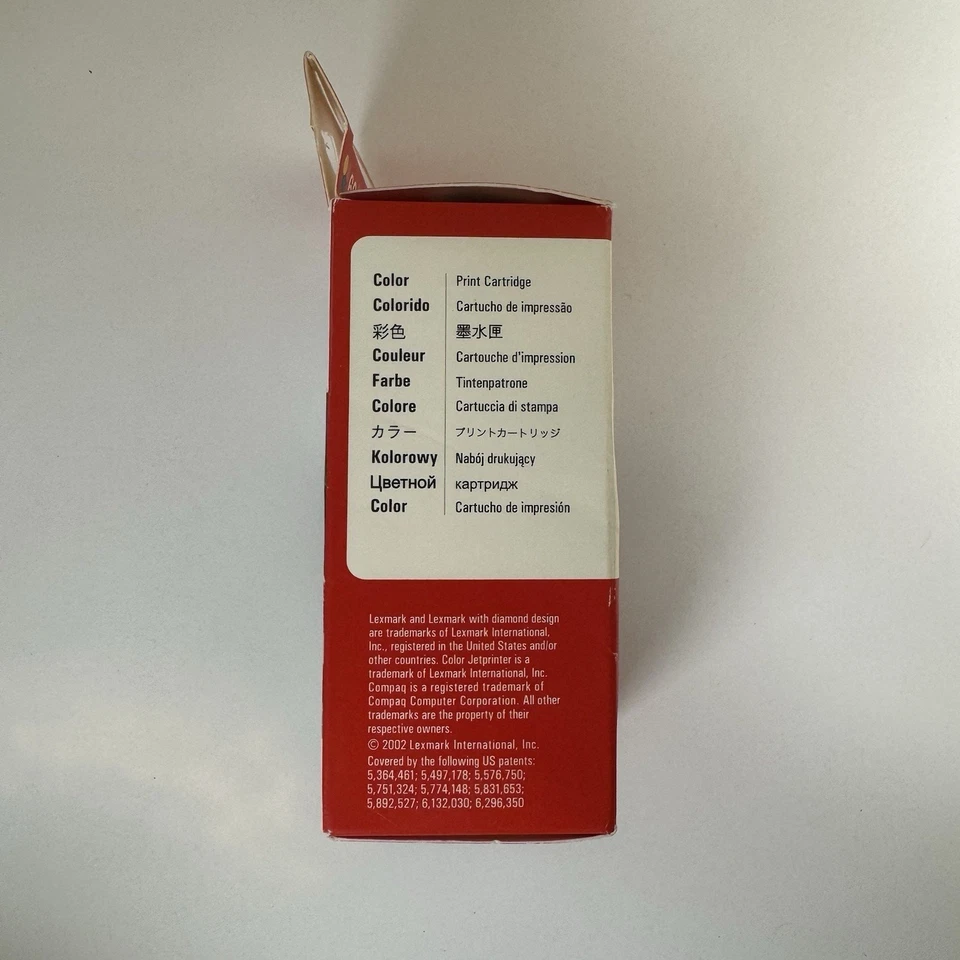 Color Print Cartridge
Colorido Cartucho de impressão
彩色 墨水匣
Couleur Cartouche d'impression
Farbe Tintenpatrone
Colore Cartuccia di stampa
カラー プリントカートリッジ
Kolorowy Nabój drukujący
Цветной картридж
Color Cartucho de impresión
Lexmark and Lexmark with diamond design
are trademarks of Lexmark International,
Inc., registered in the United States and/or
other countries. Color Jetprinter is a
trademark of Lexmark International, Inc.
Compaq is a registered trademark of
Compaq Computer Corporation. All other
trademarks are the property of their
respective owners.
© 2002 Lexmark International, Inc.
Covered by the following US patents:
5,364,461; 5,497,178; 5,576,750;
5,751,324; 5,774,148; 5,831,653;
5,892,527; 6,132,030; 6,296,350